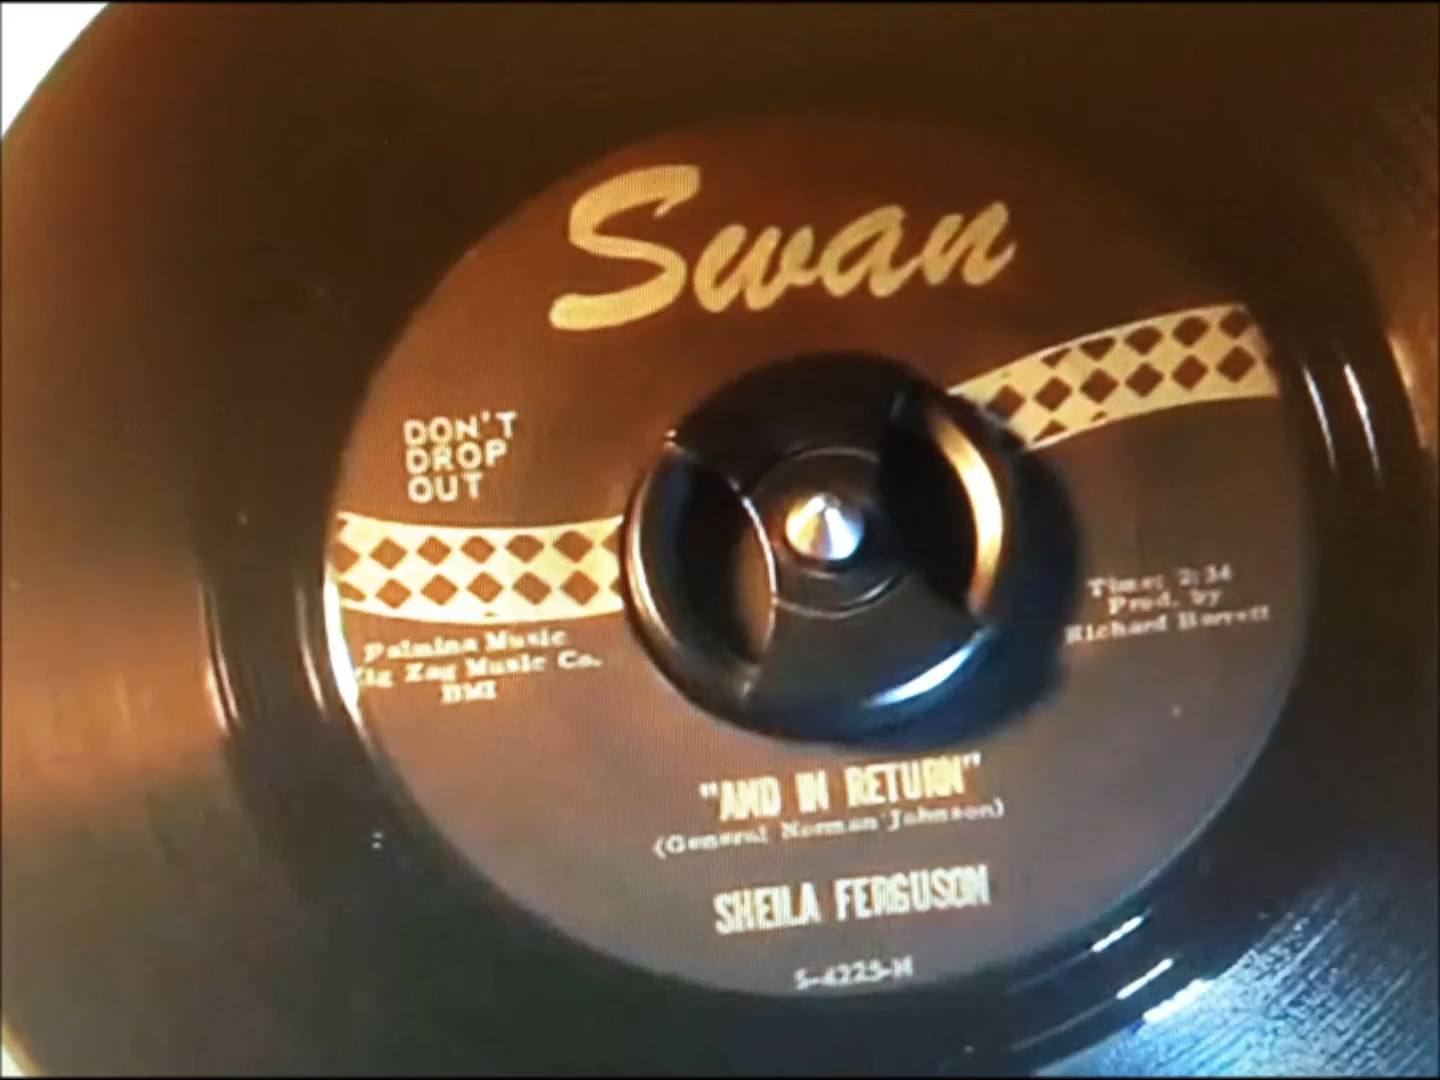 Swan
DON'T
DROP
OUT
Palmina Music
Zig Zag Music Co.
BMI
Time: 2:34
Prod. by
Richard Barrett
"AND IN RETURN"
(General Norman Johnson)
SHEILA FERGUSON
S-4225-H